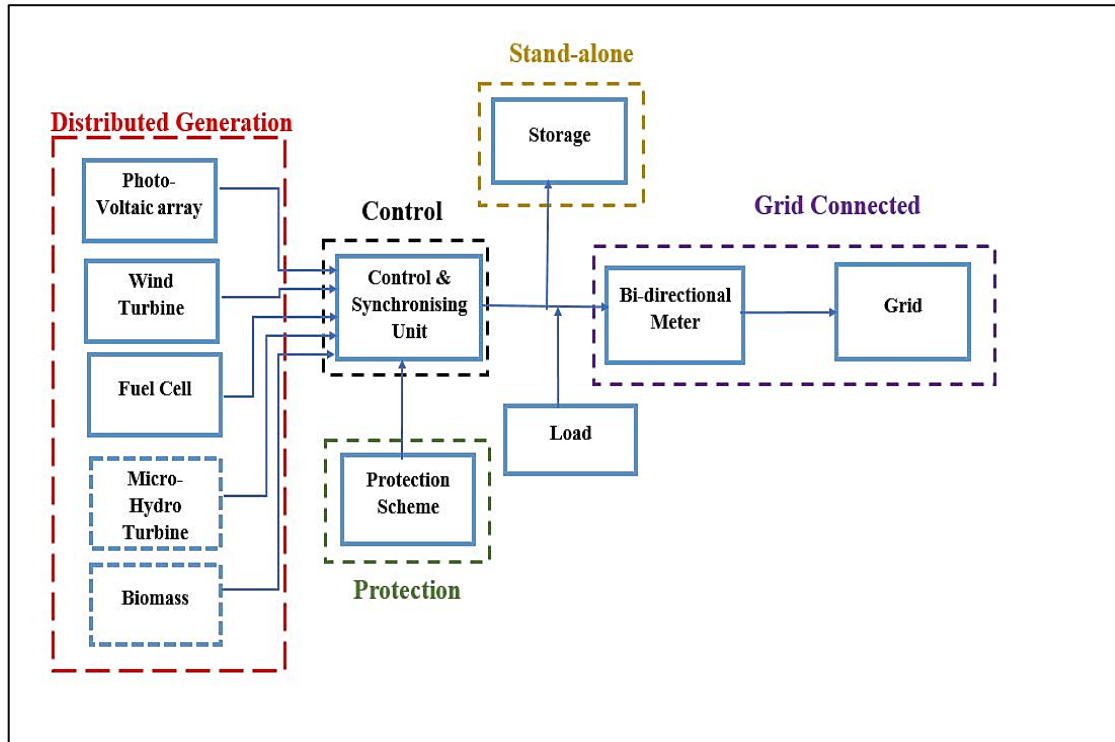 Stand-alone
Storage
Distributed Generation
Photo-
Voltaic array
Wind
Turbine
Fuel Cell
Micro-
Hydro
Turbine
Biomass
Control
Control &
Synchronising
Unit
Protection
Scheme
Protection
Load
Grid Connected
Bi-directional
Meter
Grid